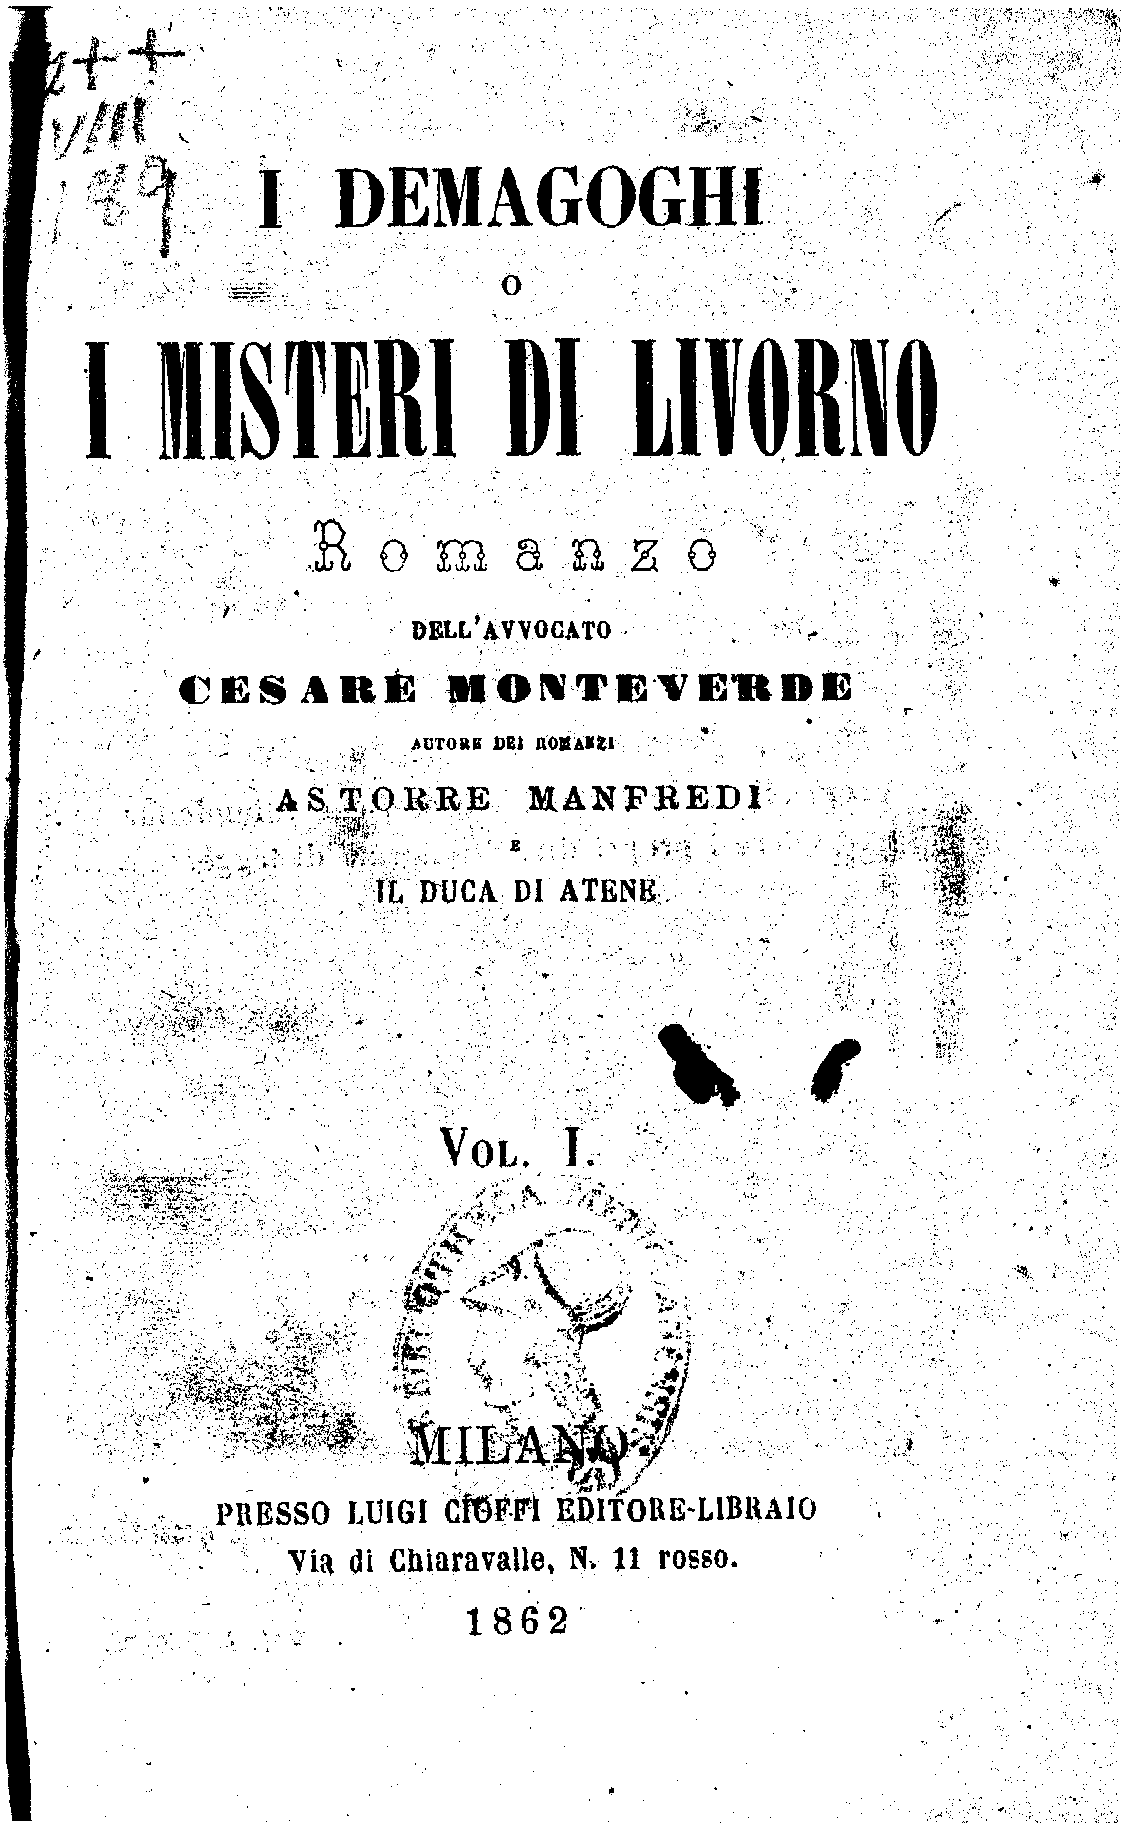 VIII
I DEMAGOGHI
O
I MISTERI DI LIVORNO
Romanzo
DELL'AVVOCATO
CESARE MONTEVERDE
AUTORE DEI ROMANZI
ASTORRE MANFREDI
E
IL DUCA DI ATENE
VOL. I.
MILANO
PRESSO LUIGI CIOFFI EDITORE-LIBRAIO
Via di Chiaravalle, N. 11 rosso.
1862